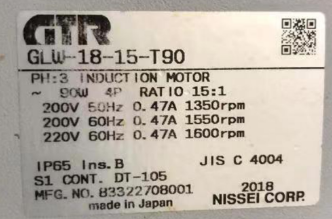 GTR
GLW-18-15-T90
PH:3 INDUCTION MOTOR
~ 90W 4P RATIO 15:1
200V 50Hz 0.47A 1350rpm
200V 60Hz 0.47A 1550rpm
220V 60Hz 0.47A 1600rpm
IP65 Ins.B JIS C 4004
S1 CONT. DT-105
MFG. NO. 83322708001 2018
made in Japan NISSEI CORP.